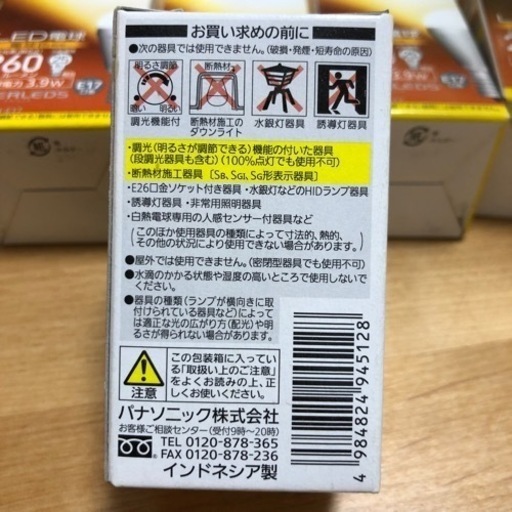 お買い求めの前に
●次の器具では使用できません。(破損・発煙・短寿命の原因)
明るさ調節
暗い 明るい
断熱材
調光機能付
断熱材施工の
ダウンライト
水銀灯器具
誘導灯器具
・調光(明るさが調節できる)機能の付いた器具
(段調光器具も含む)(100%点灯でも使用不可)
・断熱材施工器具 [SB、SGI、SG形表示器具]
・E26口金ソケット付き器具・水銀灯などのHIDランプ器具
・誘導灯器具・非常用照明器具
・白熱電球専用の人感センサー付器具など
(このほか使用器具の種類によって寸法的、熱的、
その他の状況により使用できない場合があります。)
●屋外では使用できません。(密閉型器具でも使用不可)
●水滴のかかる状態や湿度の高いところで使用しないで
ください。
●器具の種類(ランプが横向きに取
付けられている器具など)によって
は適正な光の広がり方(配光)や明
るさが得られない場合があります。
注意
この包装箱に入っている
「取扱い上のご注意」
をよくお読みの上、正
しくお使いください。
パナソニック株式会社
お客様ご相談センター(受付9時~20時)
TEL 0120-878-365
FAX 0120-878-236
インドネシア製
4 984824 945128
LED電球
260
電力3.9W
E17
ERLEDS
3.9W
E17